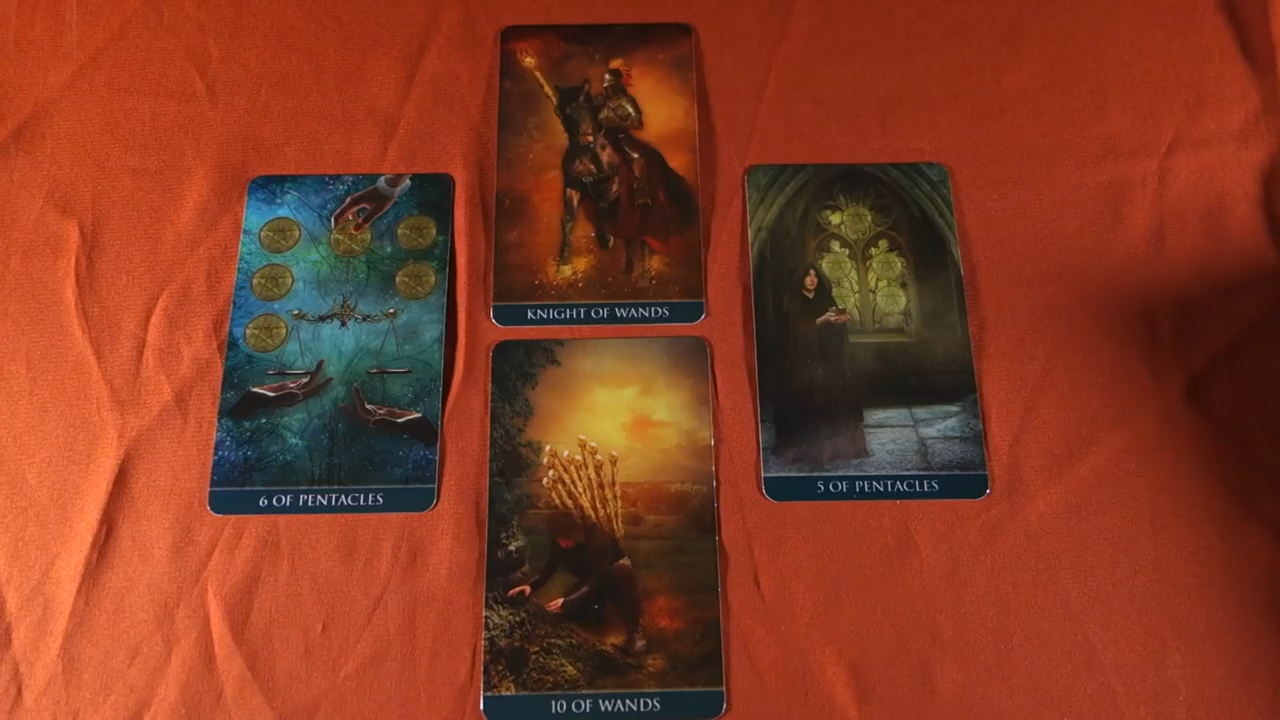 KNIGHT OF WANDS
6 OF PENTACLES
5 OF PENTACLES
10 OF WANDS